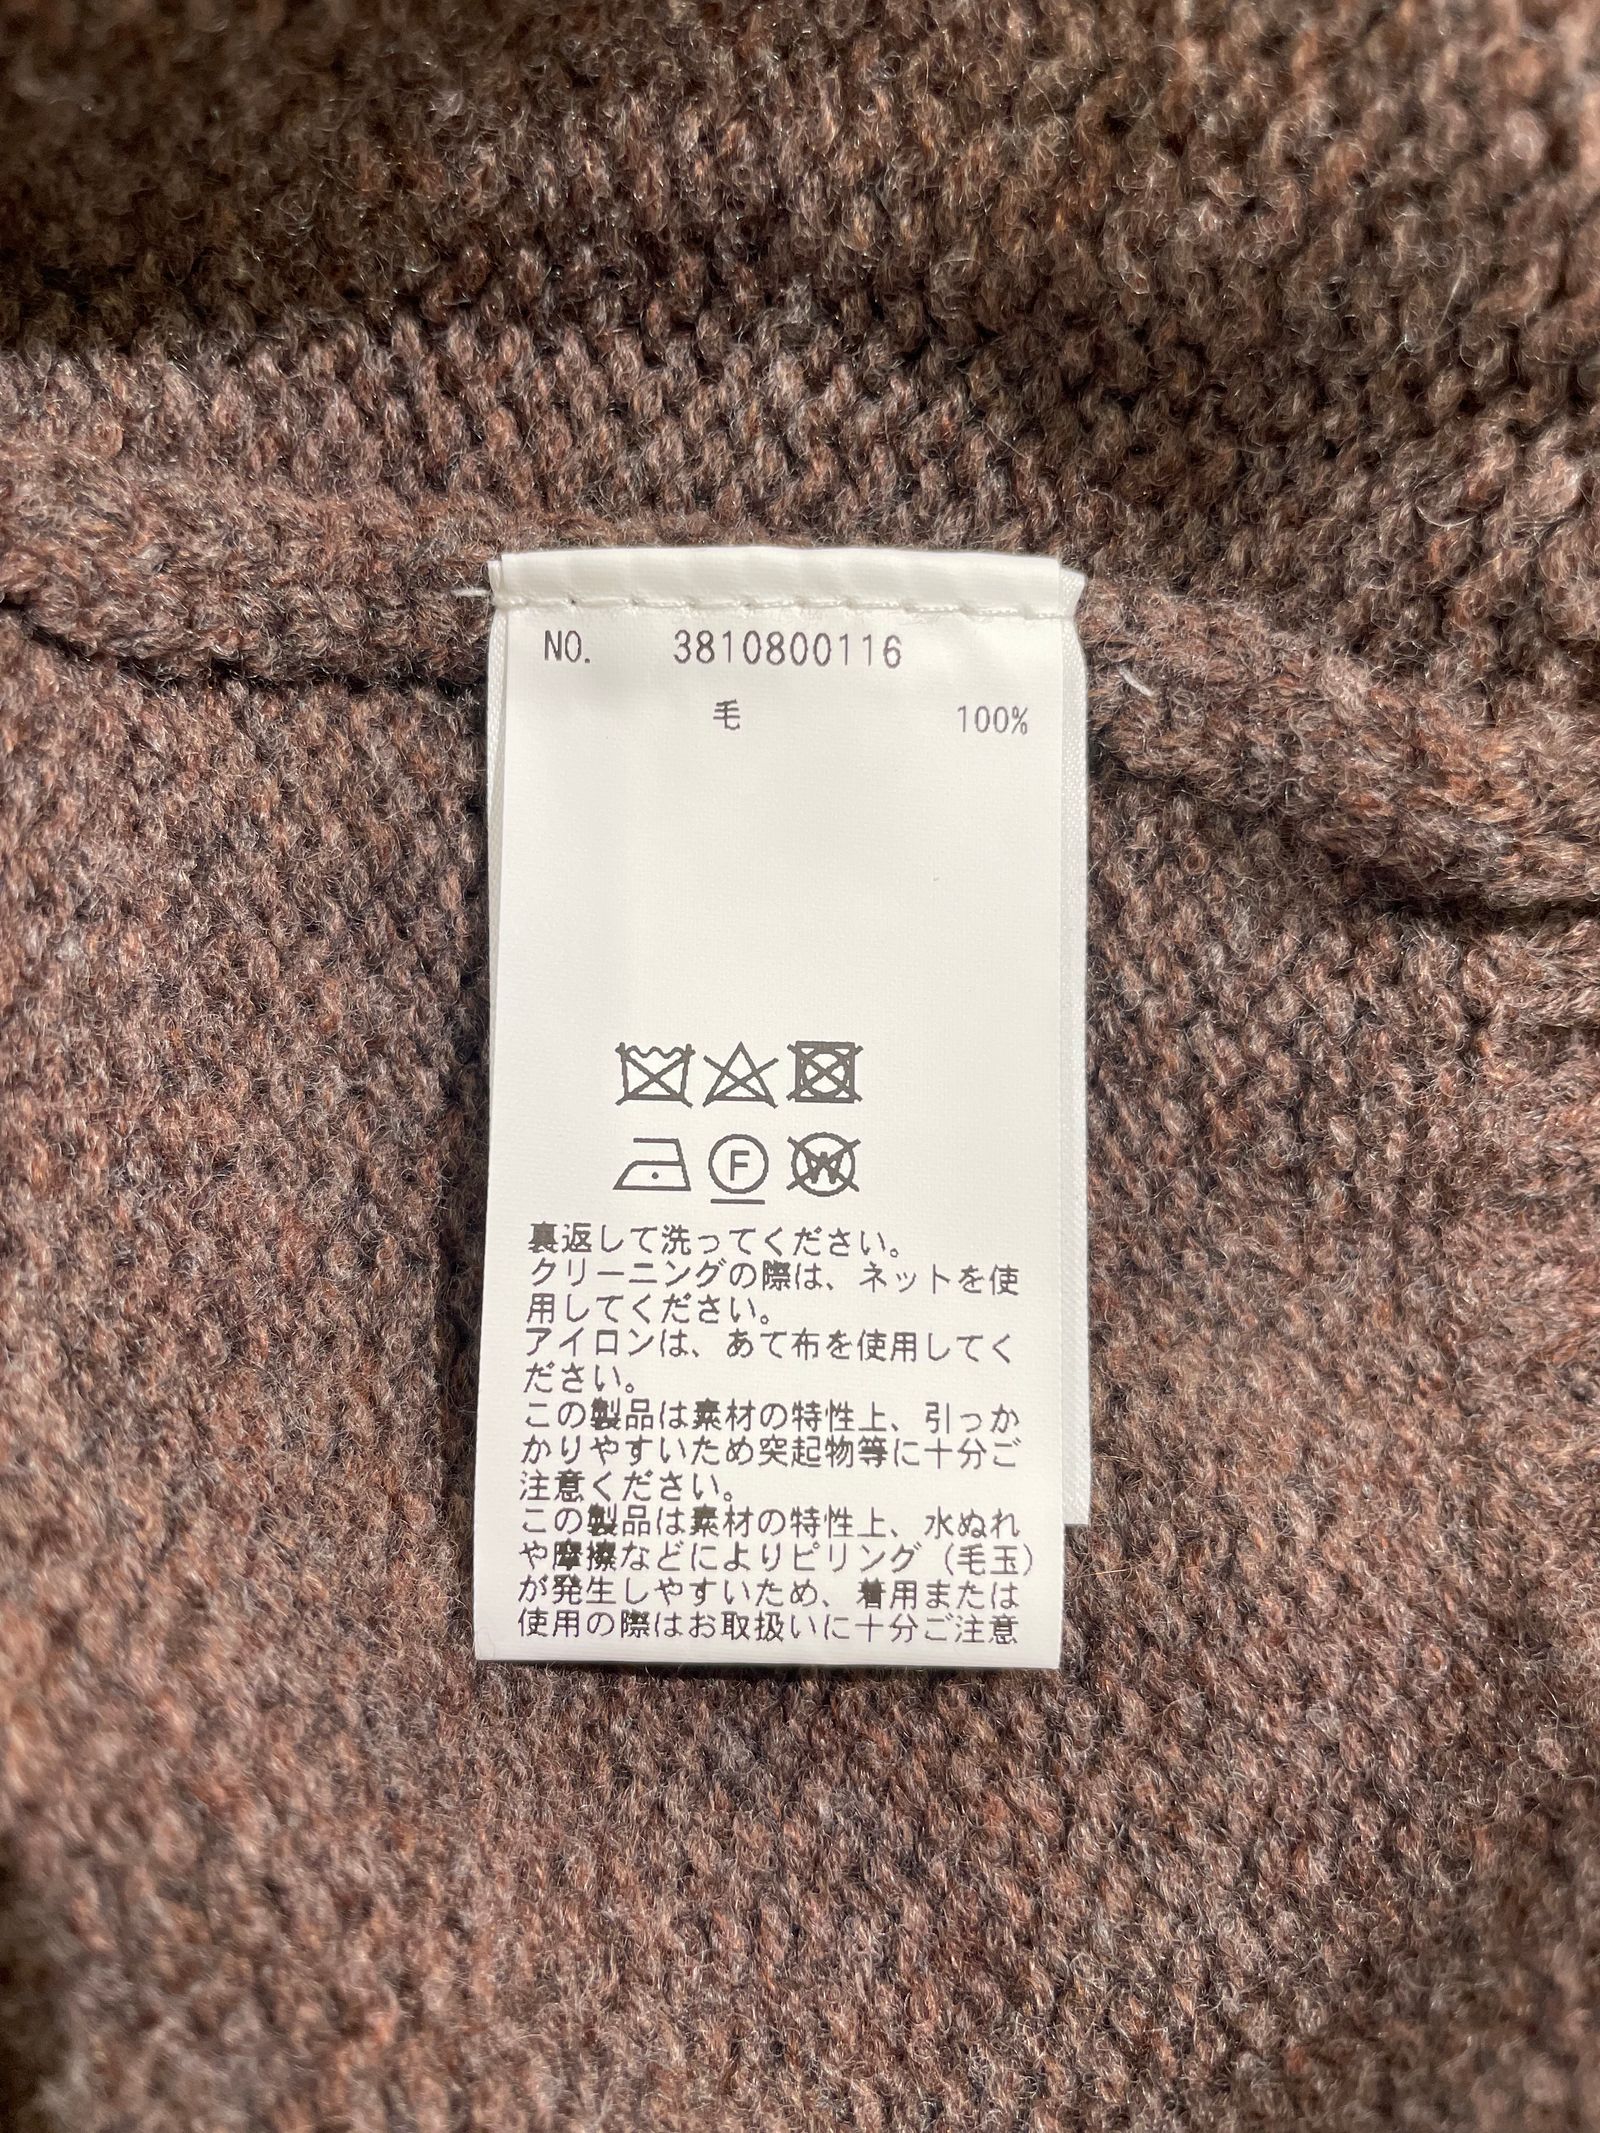 NO. 3810800116
毛 100%
F
W
裏返して洗ってください。
クリーニングの際は、ネットを使
用してください。
アイロンは、あて布を使用してく
ださい。
この製品は素材の特性上、引っか
かりやすいため突起物等に十分ご
注意ください。
この製品は素材の特性上、水ぬれ
や摩擦などによりピリング（毛玉）
が発生しやすいため、着用または
使用の際はお取扱いに十分ご注意